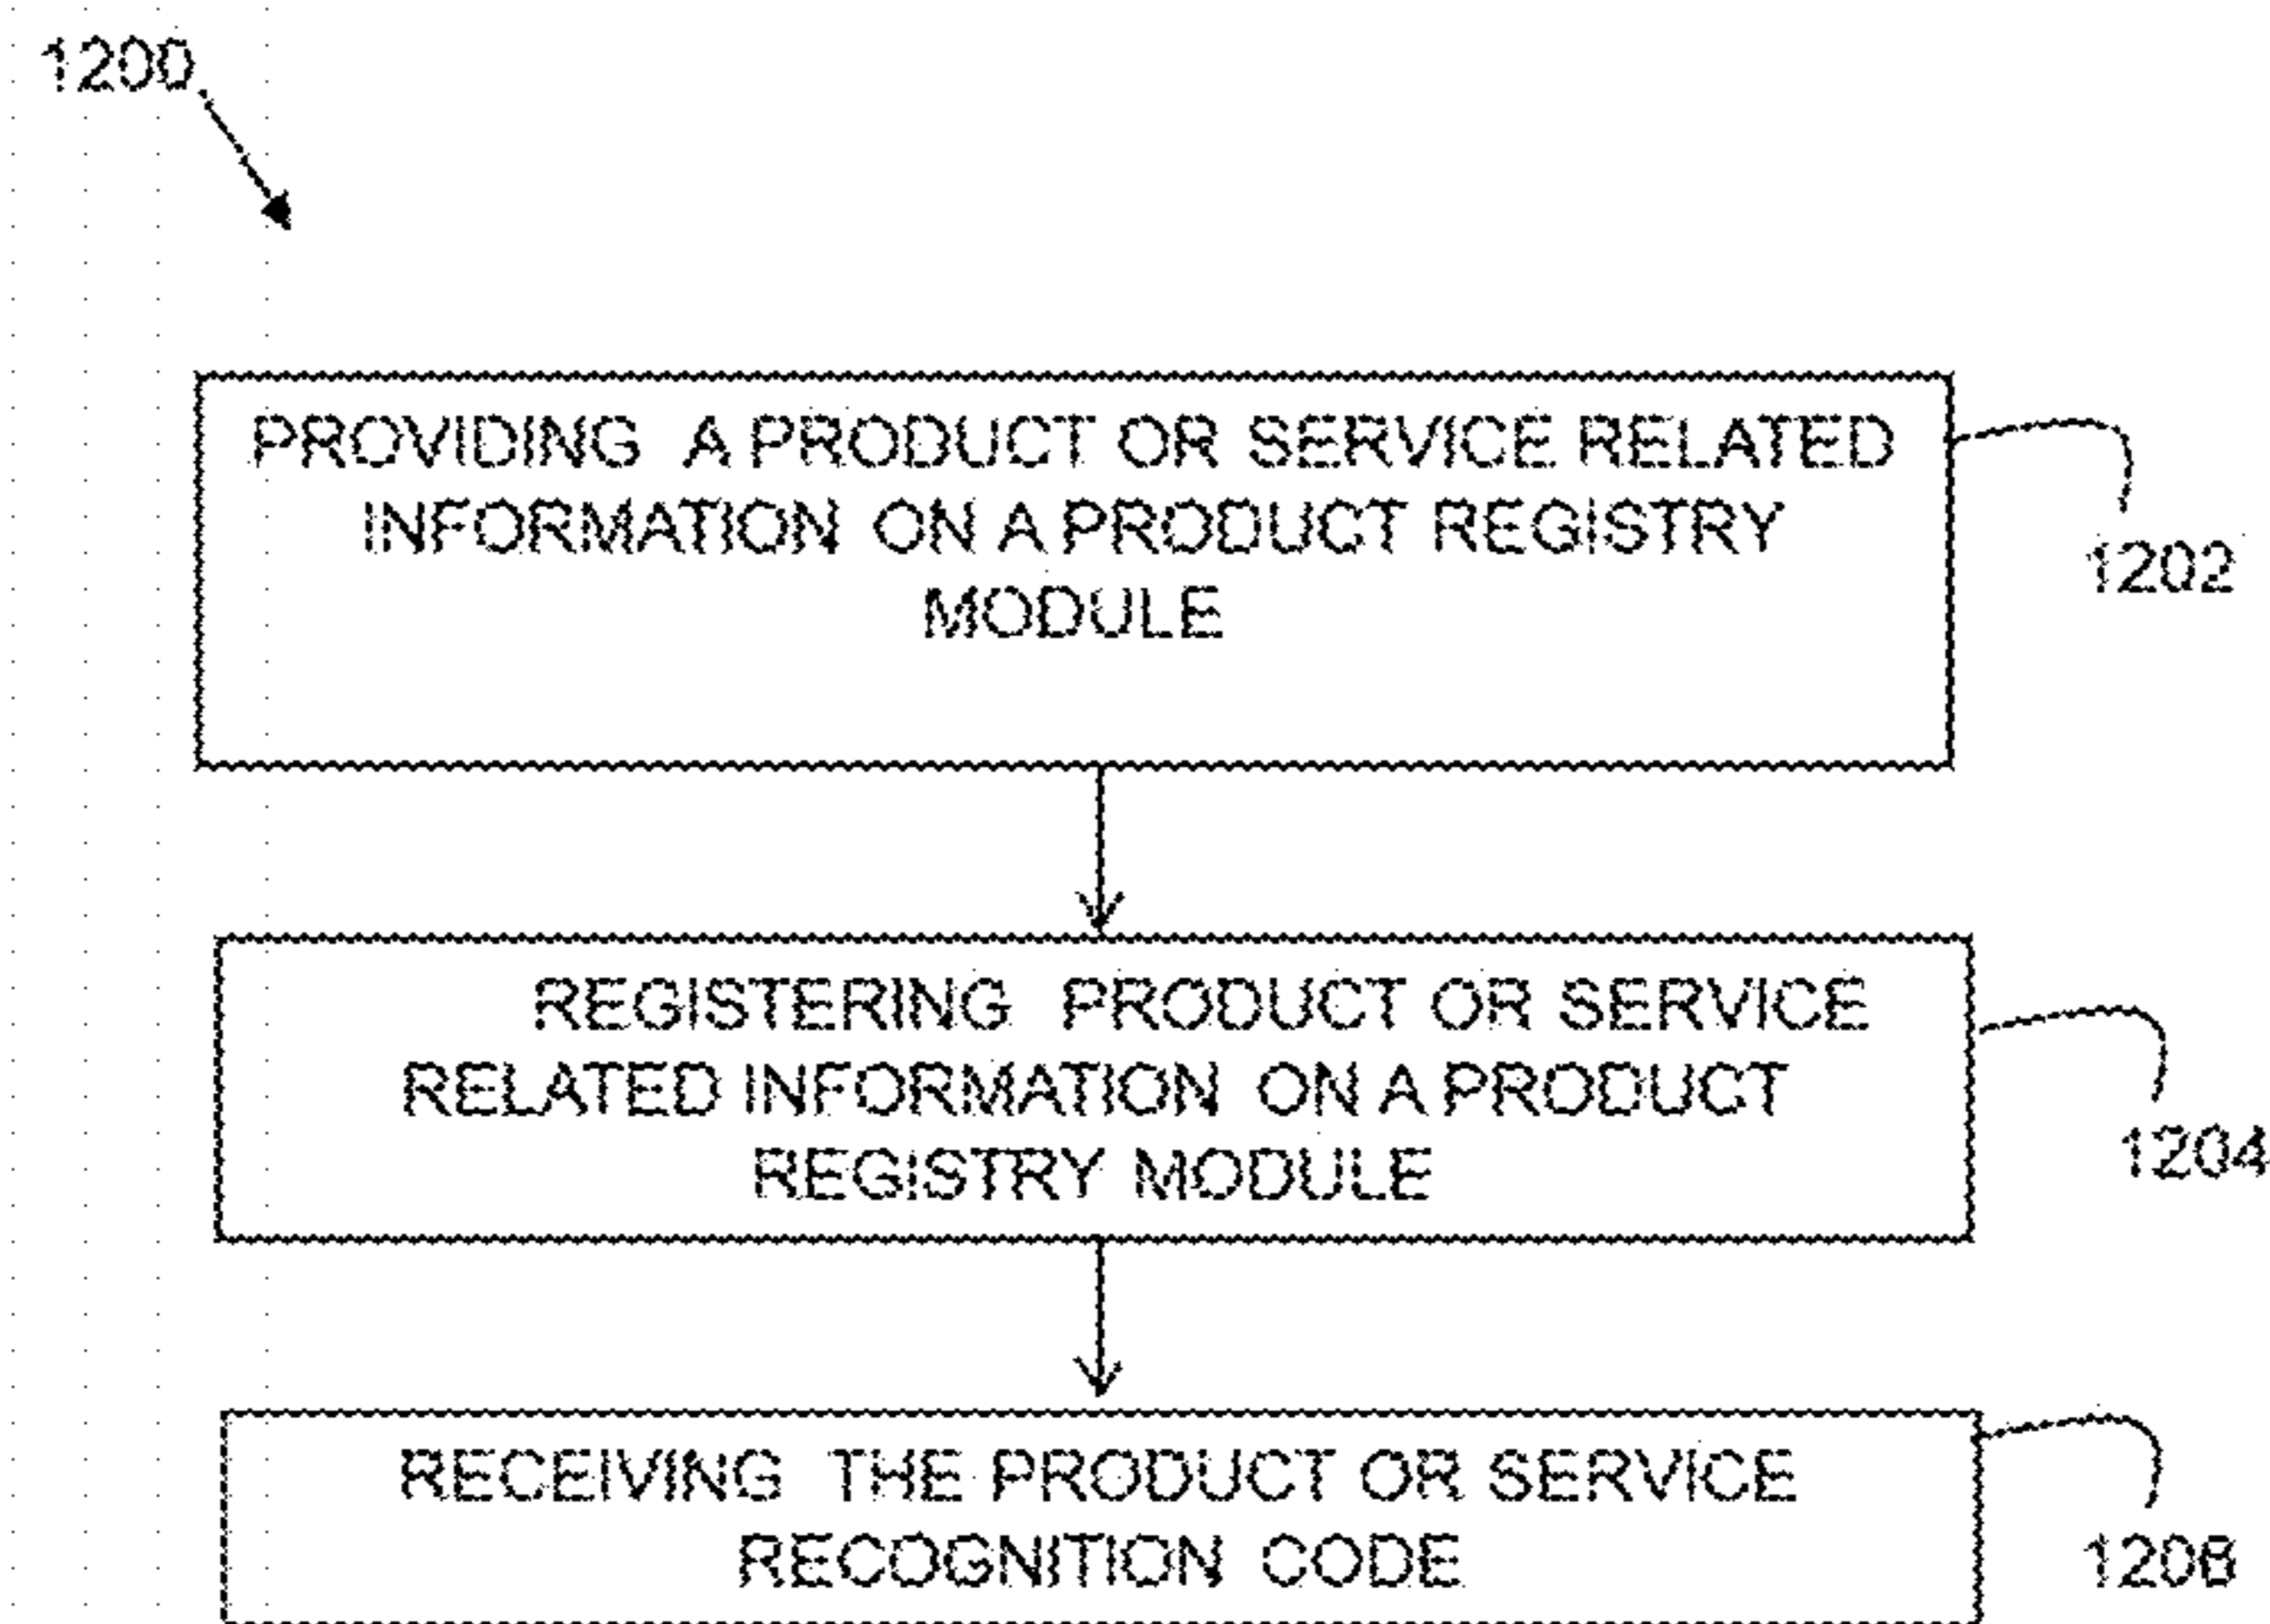 1200
PROVIDING A PRODUCT OR SERVICE RELATED
INFORMATION ON A PRODUCT REGISTRY
MODULE
1202
REGISTERING PRODUCT OR SERVICE
RELATED INFORMATION ON A PRODUCT
REGISTRY MODULE
1204
RECEIVING THE PRODUCT OR SERVICE
RECOGNITION CODE
1206